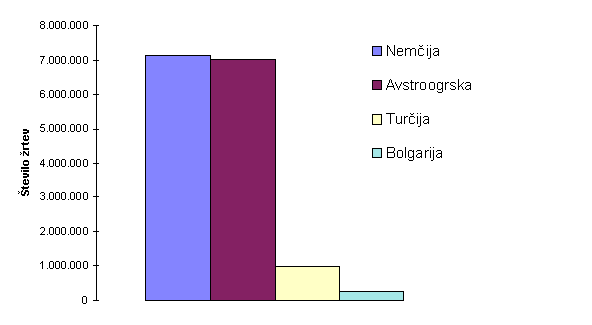 8.000.000
7.000.000
6.000.000
5.000.000
4.000.000
3.000.000
2.000.000
1.000.000
0
Število žrtev
Nemčija
Avstroogrska
Turčija
Bolgarija